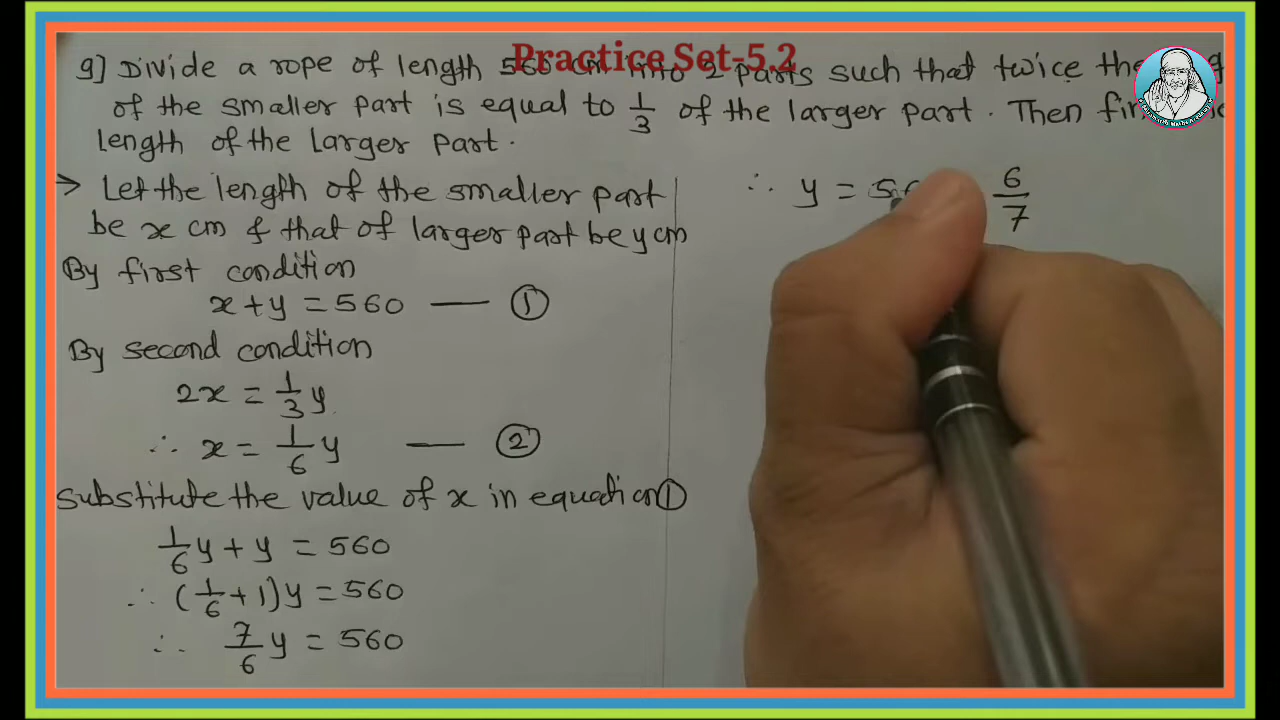 Practice Set-5.2
9] Divide a rope of length 560 cm into 2 parts such that twice the
of the smaller part is equal to 1/3 of the larger part. Then
length of the larger part.
→ Let the length of the smaller part
be x cm & that of larger part be y cm
By first condition
x + y = 560 — ①
By second condition
2x = 1/3 y
∴ x = 1/6 y — ②
substitute the value of x in equation ①
1/6 y + y = 560
∴ (1/6 + 1) y = 560
∴ 7/6 y = 560
∴ y = 6/7